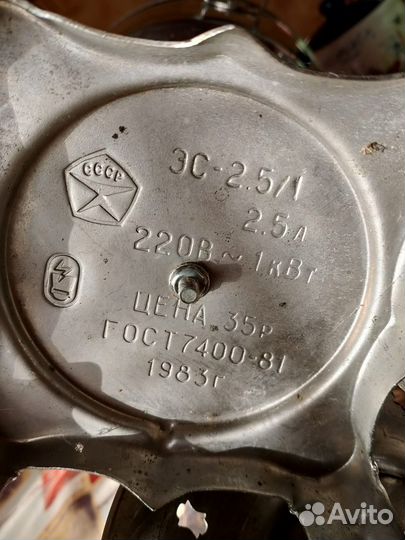 СССР
ЭС-2.5/1
2.5л
220В~1кВт
ЦЕНА 35р
ГОСТ7400-81
1983г
Avito